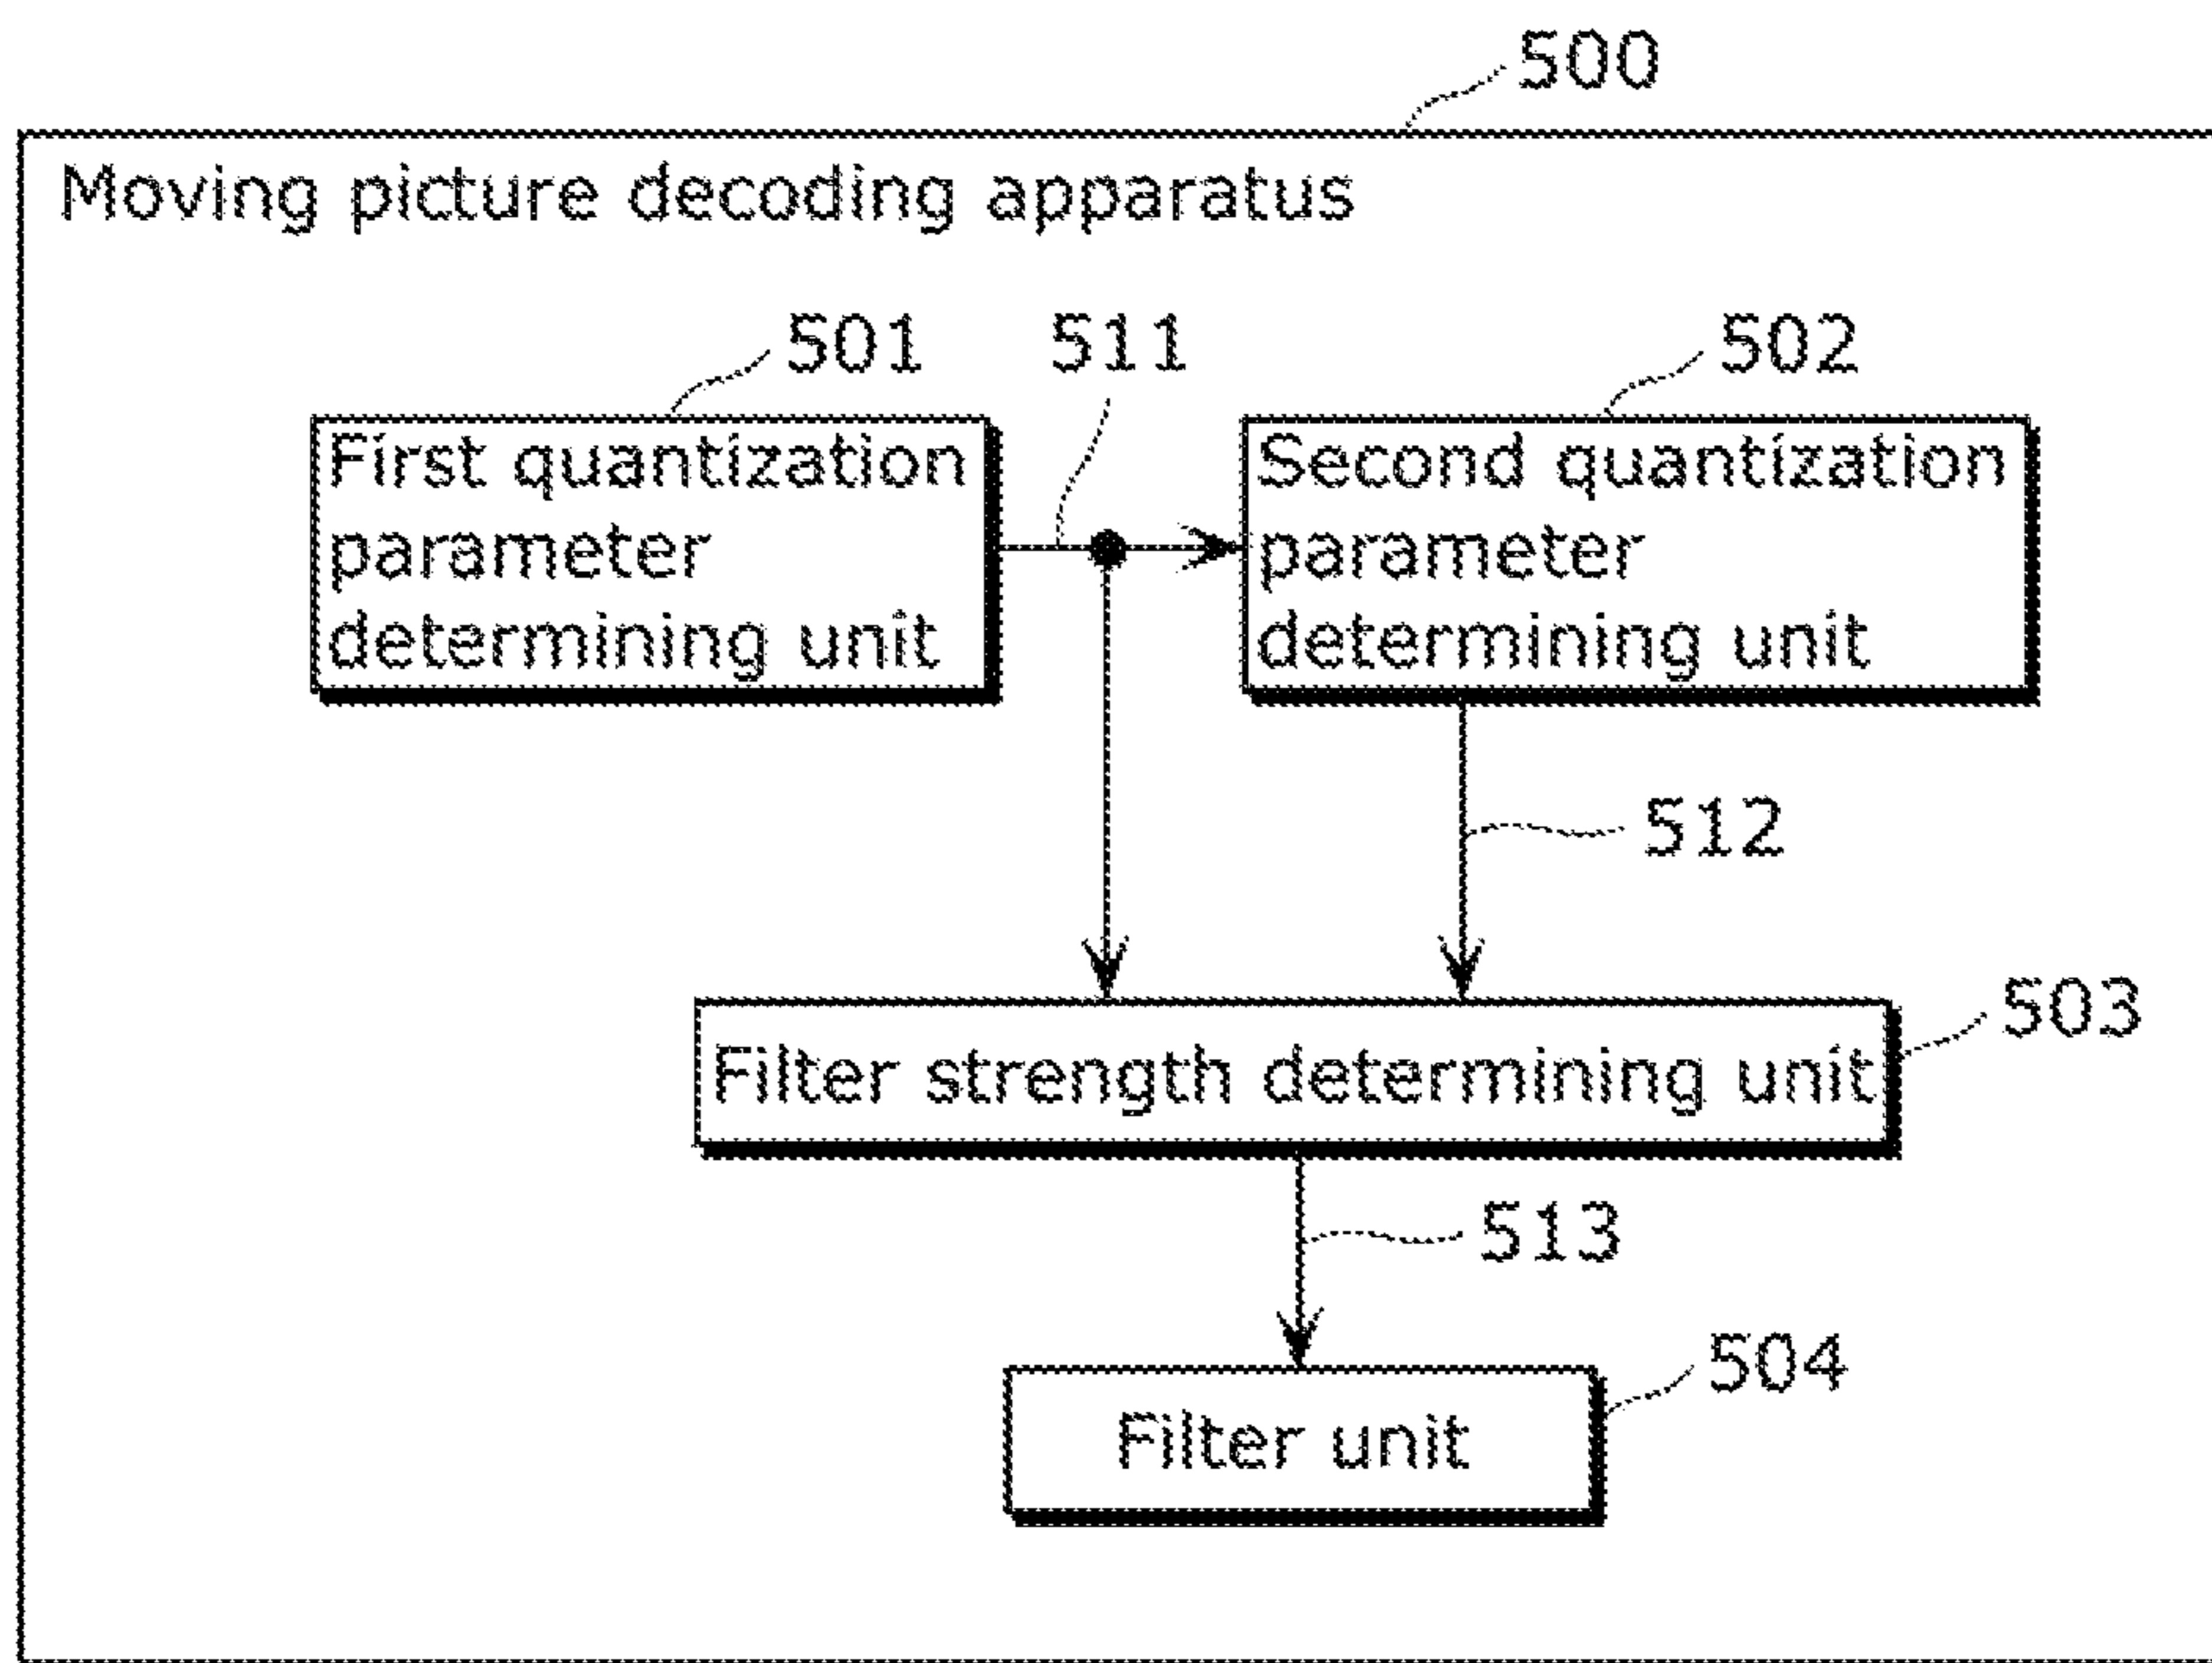 500
Moving picture decoding apparatus
501
511
502
First quantization
parameter
determining unit
Second quantization
parameter
determining unit
512
503
Filter strength determining unit
513
504
Filter unit